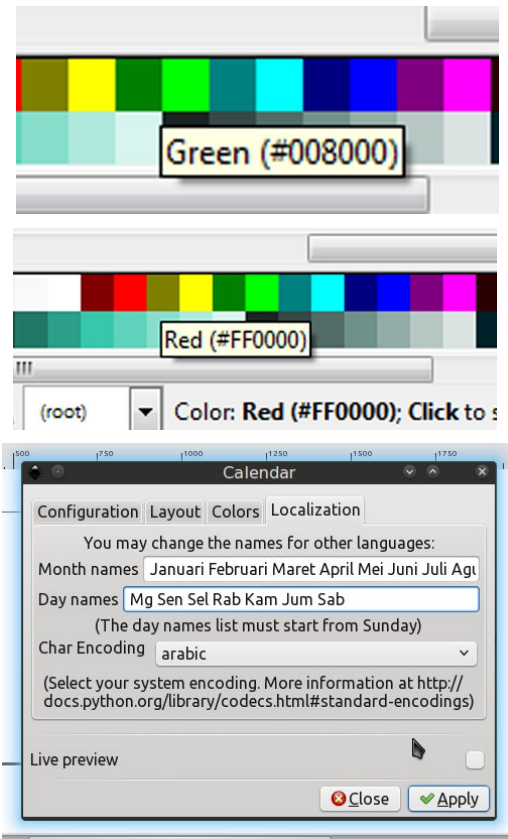 Green (#008000)
Red (#FF0000)
(root) Color: Red (#FF0000); Click to s
500 750 1000 1250 1500 1750
Calendar
Configuration Layout Colors Localization
You may change the names for other languages:
Month names Januari Februari Maret April Mei Juni Juli Agu
Day names Mg Sen Sel Rab Kam Jum Sab
(The day names list must start from Sunday)
Char Encoding arabic
(Select your system encoding. More information at http://
docs.python.org/library/codecs.html#standard-encodings)
Live preview
Close Apply